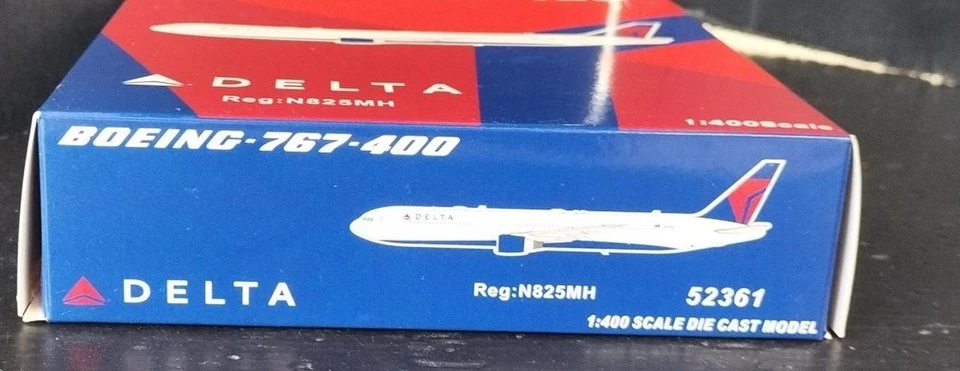 DELTA
Reg:N825MH
1:400Scale
BOEING-767-400
DELTA
DELTA
Reg:N825MH
52361
1:400 SCALE DIE CAST MODEL